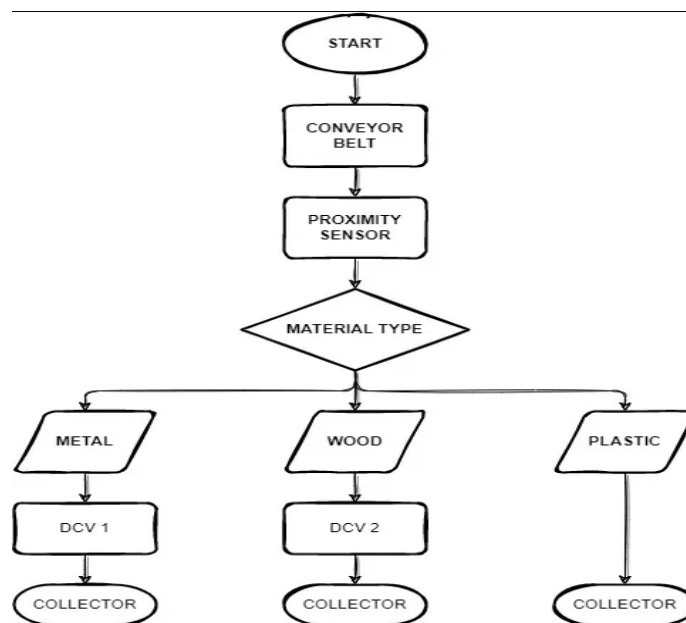 START
CONVEYOR
BELT
PROXIMITY
SENSOR
MATERIAL TYPE
METAL
WOOD
PLASTIC
DCV 1
DCV 2
COLLECTOR
COLLECTOR
COLLECTOR